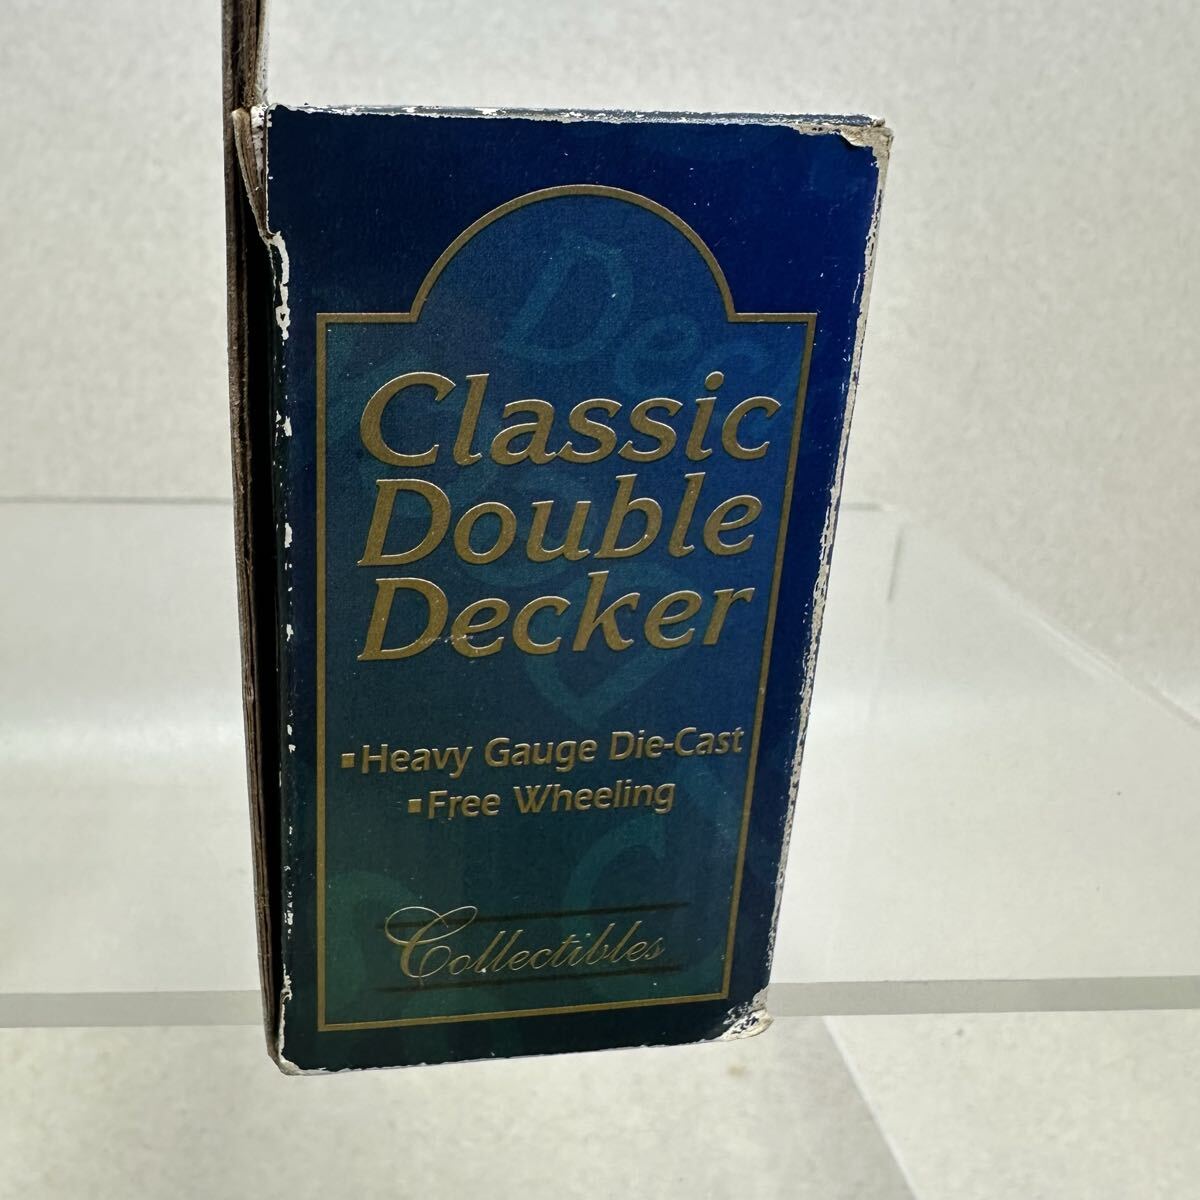 Classic
Double
Decker
▪Heavy Gauge Die-Cast
▪Free Wheeling
Collectibles